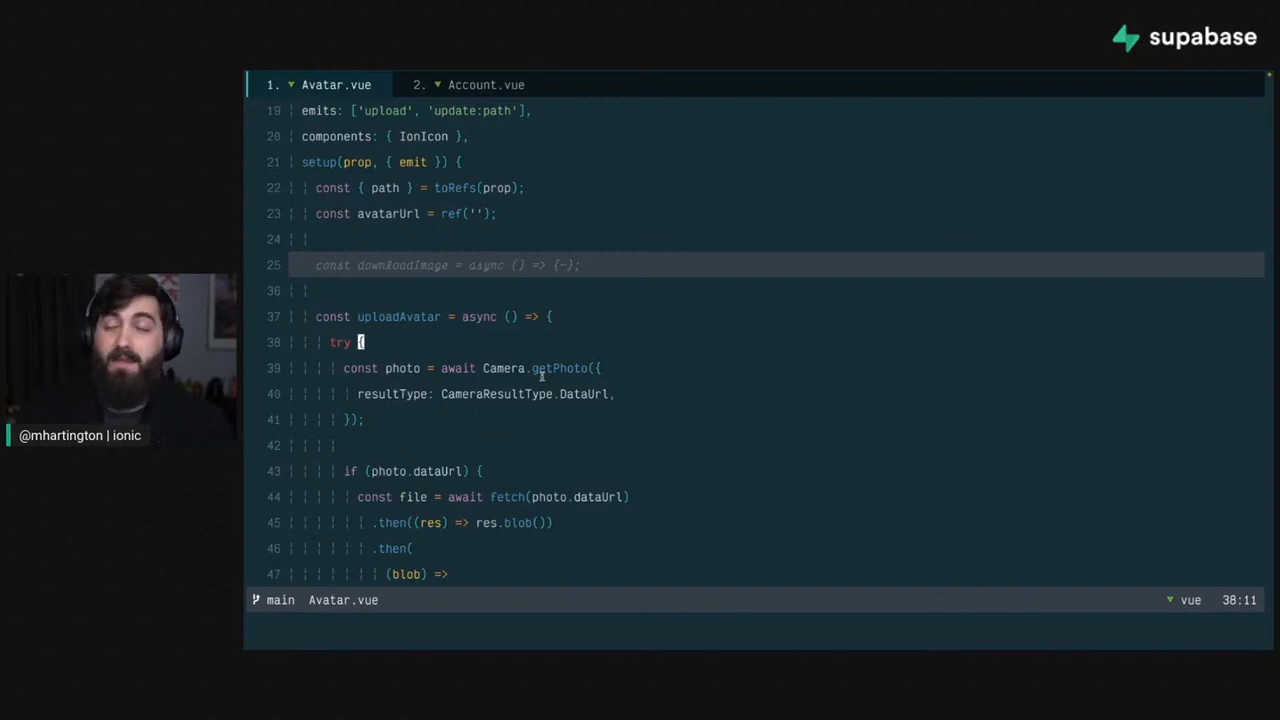 supabase
1. Avatar.vue 2. Account.vue
19 emits: ['upload', 'update:path'],
20 components: { IonIcon },
21 setup(prop, { emit }) {
22 const { path } = toRefs(prop);
23 const avatarUrl = ref('');
24
25 const downloadImage = async () => {–};
36
37 const uploadAvatar = async () => {
38 try {
39 const photo = await Camera.getPhoto({
40 resultType: CameraResultType.DataUrl,
41 });
42
43 if (photo.dataUrl) {
44 const file = await fetch(photo.dataUrl)
45 .then((res) => res.blob())
46 .then(
47 (blob) =>
@mhartington | ionic
main Avatar.vue vue 38:11